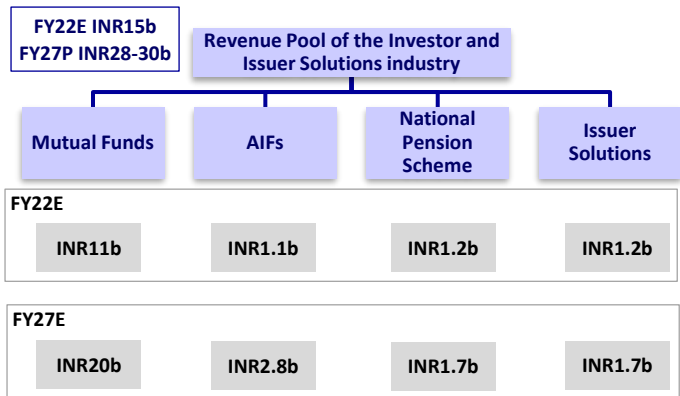 FY22E INR15b
FY27P INR28-30b
Revenue Pool of the Investor and
Issuer Solutions industry
Mutual Funds
AIFs
National
Pension
Scheme
Issuer
Solutions
FY22E
INR11b
INR1.1b
INR1.2b
INR1.2b
FY27E
INR20b
INR2.8b
INR1.7b
INR1.7b